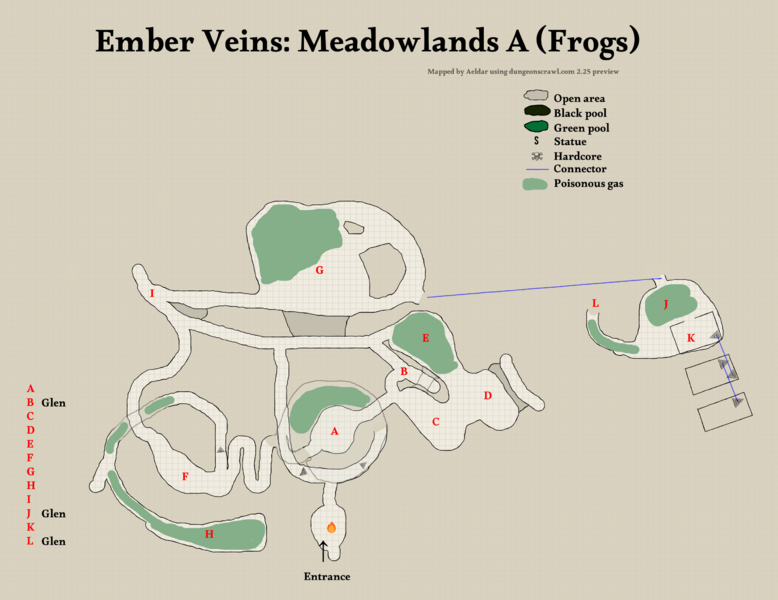 Ember Veins: Meadowlands A (Frogs)
Mapped by Aeldar using dungeonscrawl.com 2.25 preview
Open area
Black pool
Green pool
S Statue
Hardcore
Connector
Poisonous gas
G
I
L
J
E
K
B
D
A
C
F
H
A
B Glen
C
D
E
F
G
H
I
J Glen
K
L Glen
Entrance